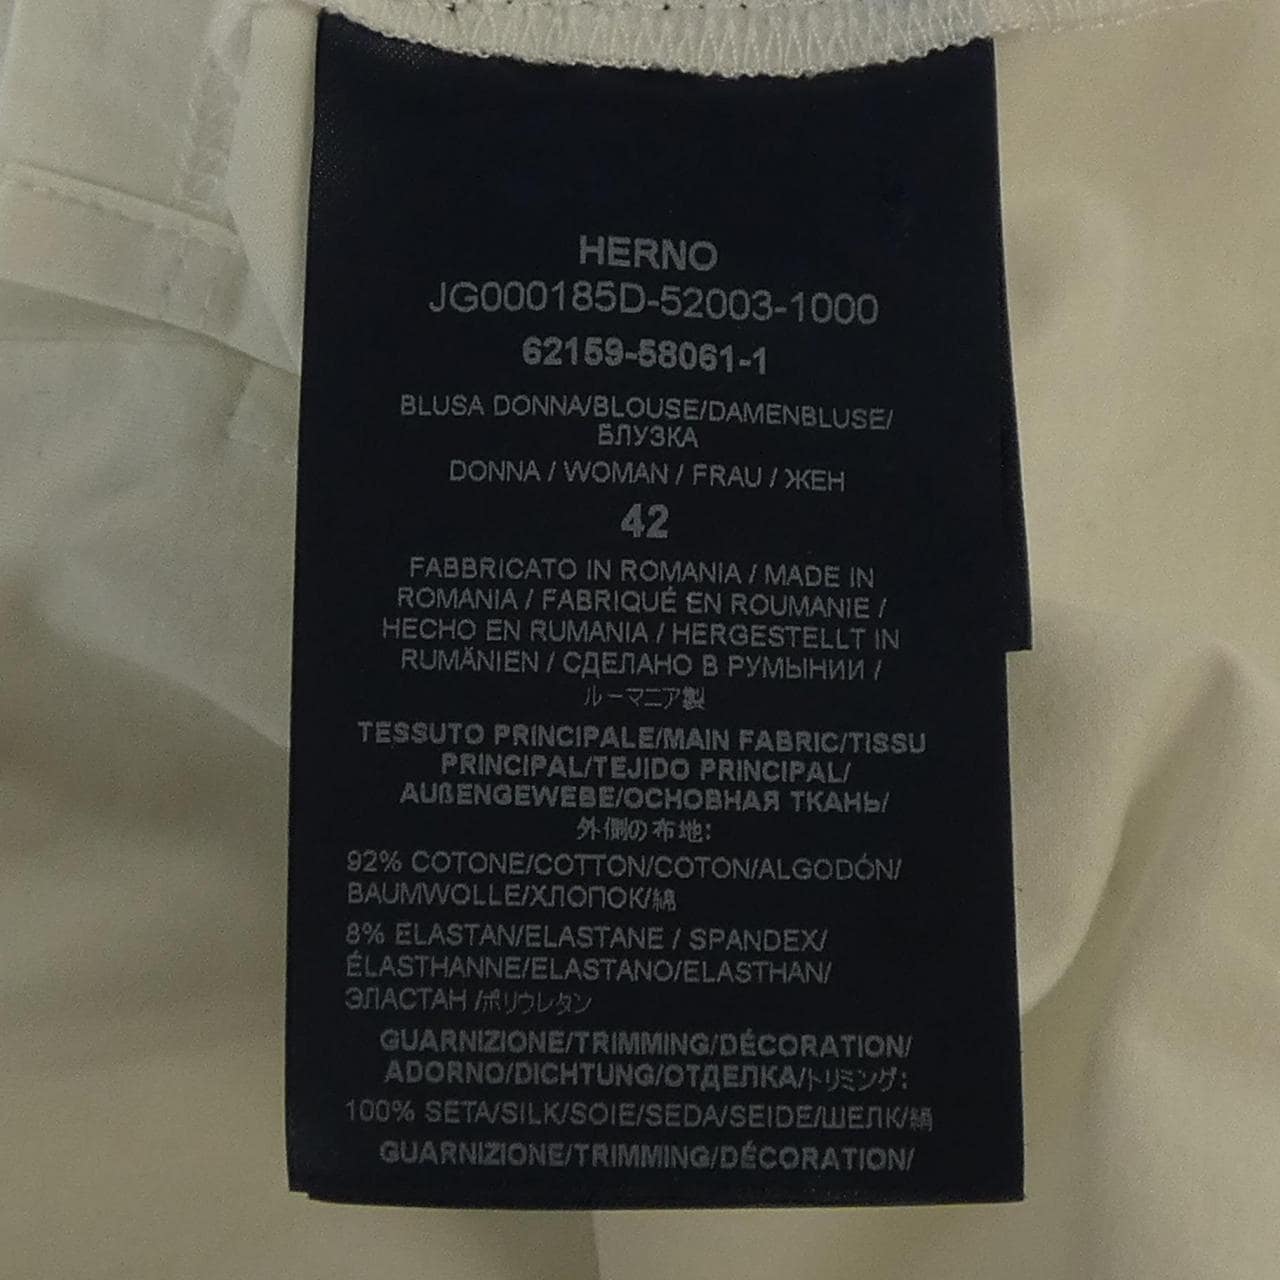 HERNO
JG000185D-52003-1000
62159-58061-1
BLUSA DONNA/BLOUSE/DAMENBLUSE/
БЛУЗКА
DONNA / WOMAN / FRAU / ЖЕН
42
FABBRICATO IN ROMANIA / MADE IN
ROMANIA / FABRIQUÉ EN ROUMANIE /
HECHO EN RUMANIA / HERGESTELLT IN
RUMÄNIEN / СДЕЛАНО В РУМЫНИИ /
ルーマニア製
TESSUTO PRINCIPALE/MAIN FABRIC/TISSU
PRINCIPAL/TEJIDO PRINCIPAL/
AUßENGEWEBE/ОСНОВНАЯ ТКАНЬ/
外側の布地:
92% COTONE/COTTON/COTON/ALGODÓN/
BAUMWOLLE/ХЛОПОК/綿
8% ELASTAN/ELASTANE / SPANDEX/
ÉLASTHANNE/ELASTANO/ELASTHAN/
ЭЛАСТАН /ポリウレタン
GUARNIZIONE/TRIMMING/DÉCORATION/
ADORNO/DICHTUNG/ОТДЕЛКА/トリミング:
100% SETA/SILK/SOIE/SEDA/SEIDE/ШЕЛК/絹
GUARNIZIONE/TRIMMING/DÉCORATION/